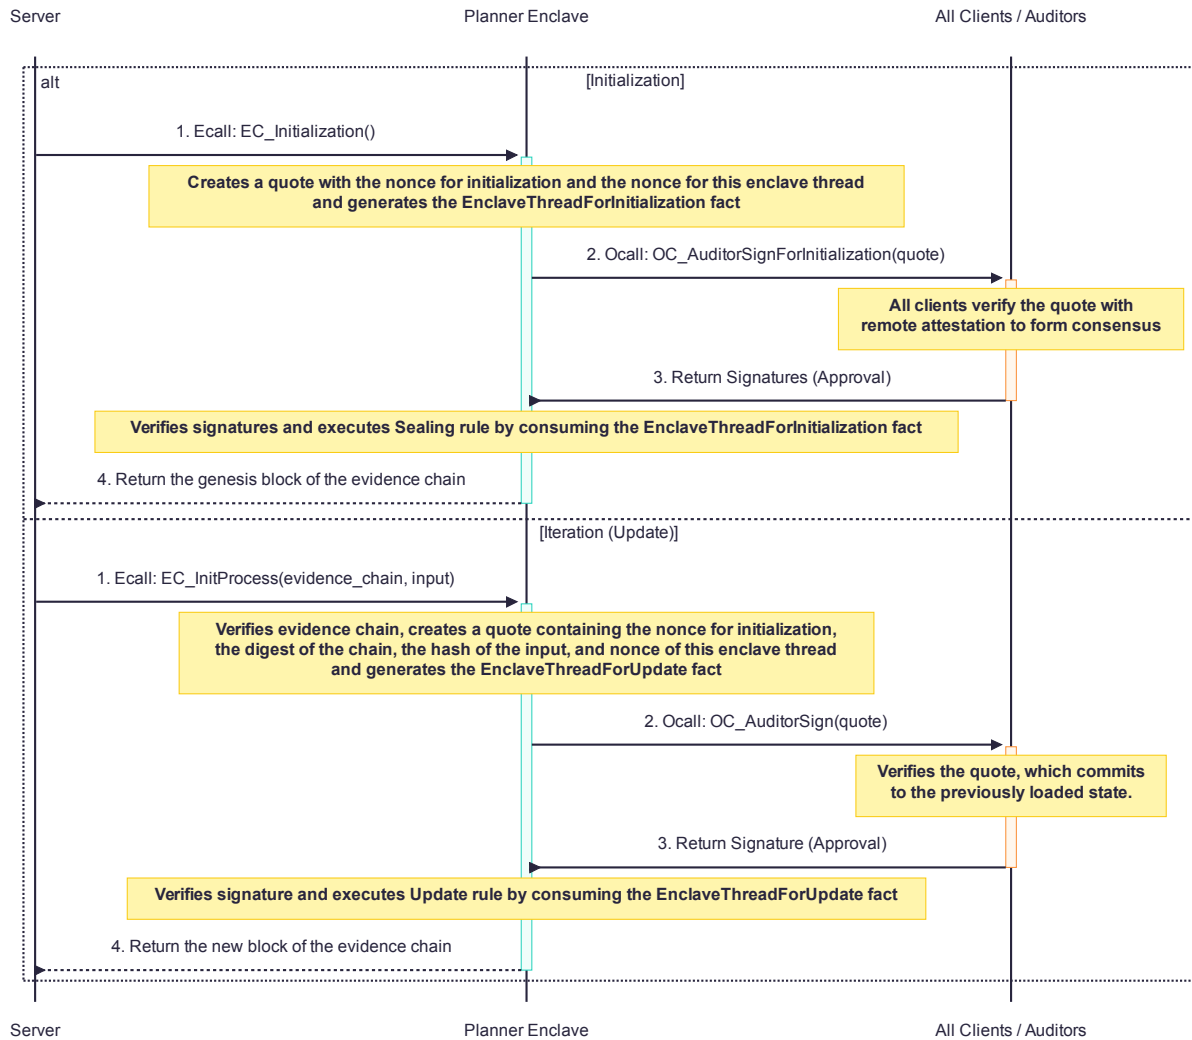 Server
Planner Enclave
All Clients / Auditors
alt
[Initialization]
1. Ecall: EC_Initialization()
Creates a quote with the nonce for initialization and the nonce for this enclave thread
and generates the EnclaveThreadForInitialization fact
2. Ocall: OC_AuditorSignForInitialization(quote)
All clients verify the quote with
remote attestation to form consensus
3. Return Signatures (Approval)
Verifies signatures and executes Sealing rule by consuming the EnclaveThreadForInitialization fact
4. Return the genesis block of the evidence chain
[Iteration (Update)]
1. Ecall: EC_InitProcess(evidence_chain, input)
Verifies evidence chain, creates a quote containing the nonce for initialization,
the digest of the chain, the hash of the input, and nonce of this enclave thread
and generates the EnclaveThreadForUpdate fact
2. Ocall: OC_AuditorSign(quote)
Verifies the quote, which commits
to the previously loaded state.
3. Return Signature (Approval)
Verifies signature and executes Update rule by consuming the EnclaveThreadForUpdate fact
4. Return the new block of the evidence chain
Server
Planner Enclave
All Clients / Auditors